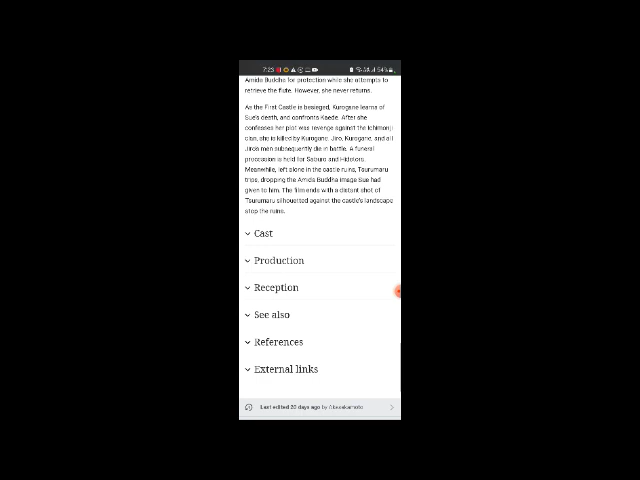 7:23
54%
Amida Buddha for protection while she attempts to
retrieve the flute. However, she never returns.
As the First Castle is besieged, Kurogane learns of
Sué's death, and confronts Kaede. After she
confesses her plot was revenge against the Ichimonji
clan, she is killed by Kurogane. Jiro, Kurogane, and all
Jiro's men subsequently die in battle. A funeral
procession is held for Saburo and Hidetora.
Meanwhile, left alone in the castle ruins, Tsurumaru
trips, dropping the Amida Buddha image Sué had
given to him. The film ends with a distant shot of
Tsurumaru silhouetted against the castle's landscape
atop the ruins.
Cast
Production
Reception
See also
References
External links
Last edited 20 days ago by